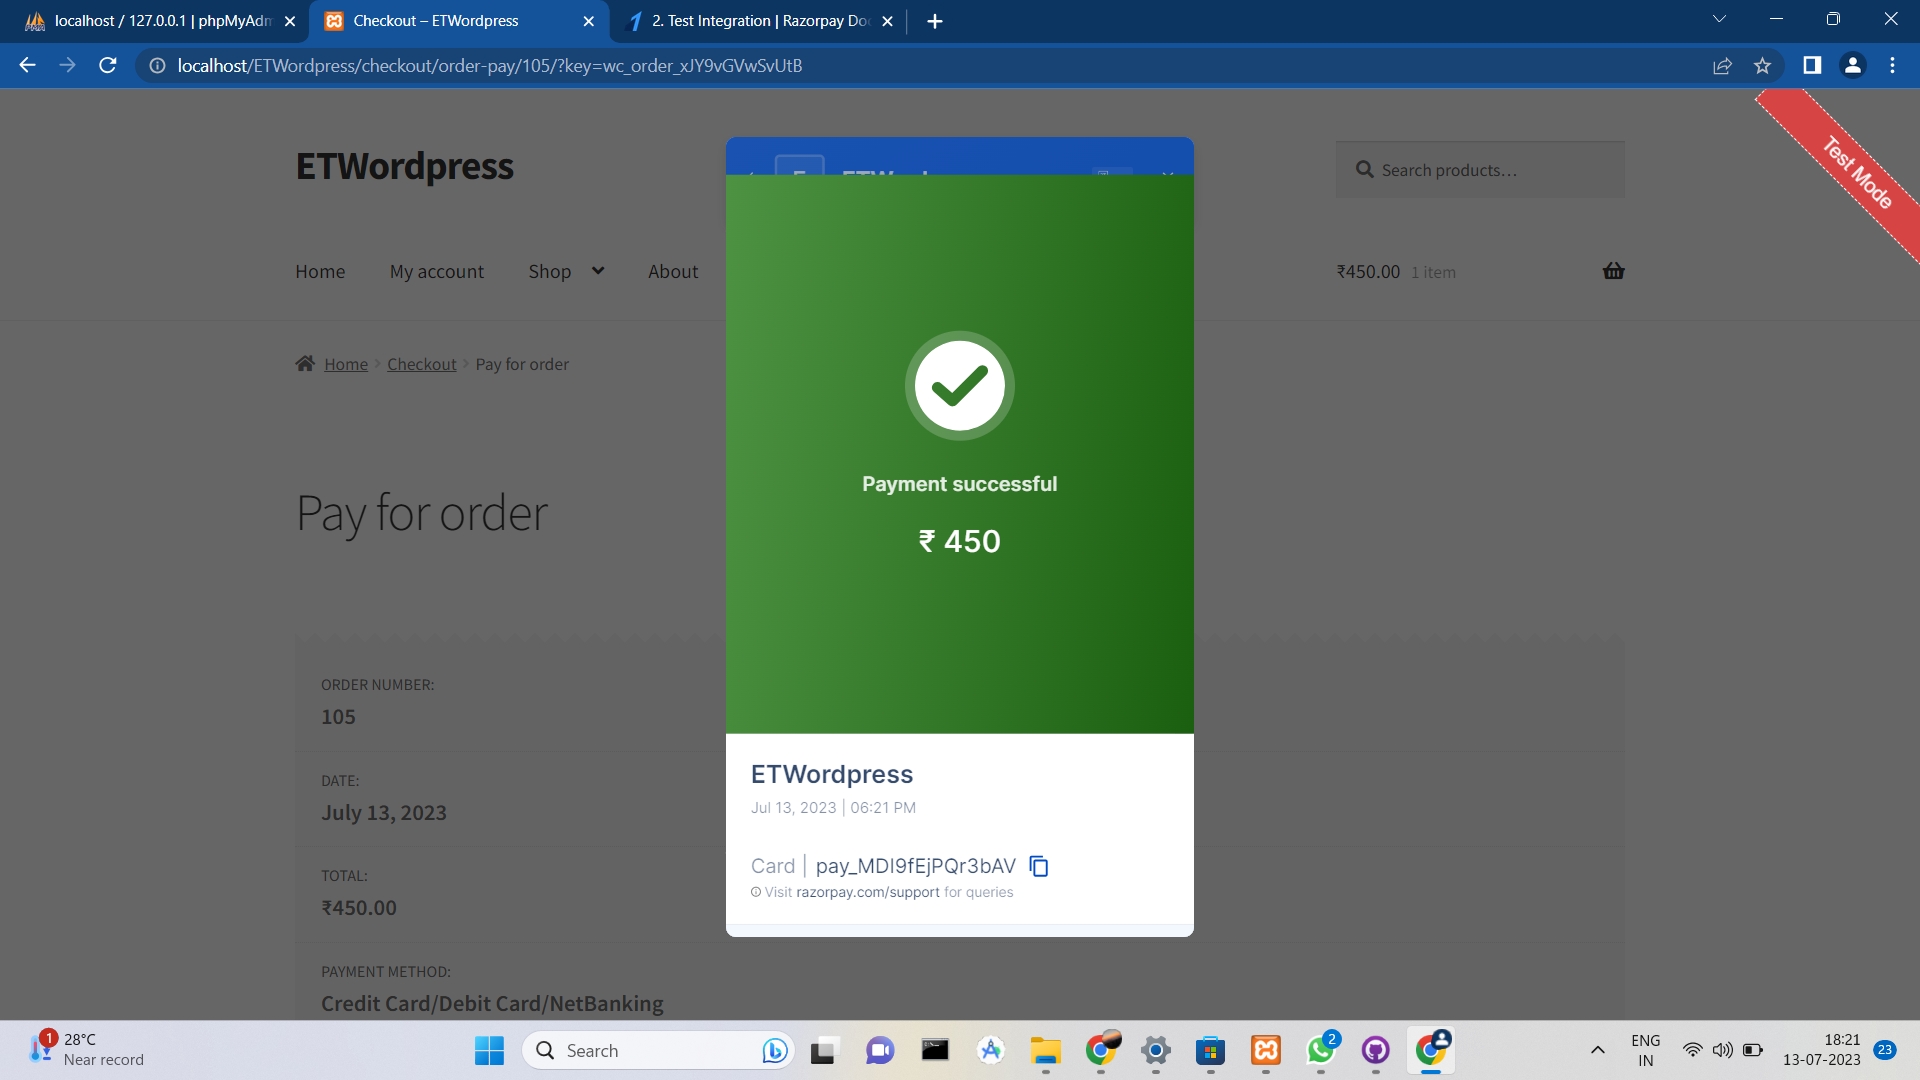 localhost / 127.0.0.1 | phpMyAdm
Checkout – ETWordpress
2. Test Integration | Razorpay Doc
localhost/ETWordpress/checkout/order-pay/105/?key=wc_order_xJY9vGVwSvUtB
Test Mode
ETWordpress
Search products...
Home
My account
Shop
About
₹450.00 1 item
Home
Checkout
Pay for order
Pay for order
Payment successful
₹ 450
ORDER NUMBER:
105
DATE:
July 13, 2023
TOTAL:
₹450.00
PAYMENT METHOD:
Credit Card/Debit Card/NetBanking
ETWordpress
Jul 13, 2023 | 06:21 PM
Card | pay_MDI9fEjPQr3bAV
Visit razorpay.com/support for queries
1
28°C
Near record
Search
2
ENG
IN
18:21
13-07-2023
23